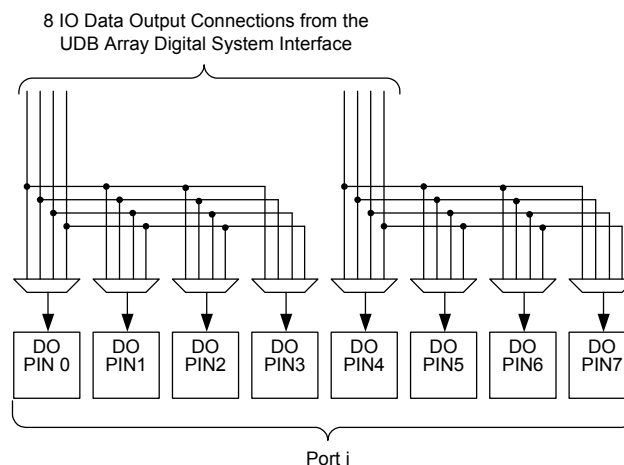 8 IO Data Output Connections from the
UDB Array Digital System Interface
DO DO DO DO DO DO DO DO
PIN 0 PIN1 PIN2 PIN3 PIN4 PIN5 PIN6 PIN7
Port i